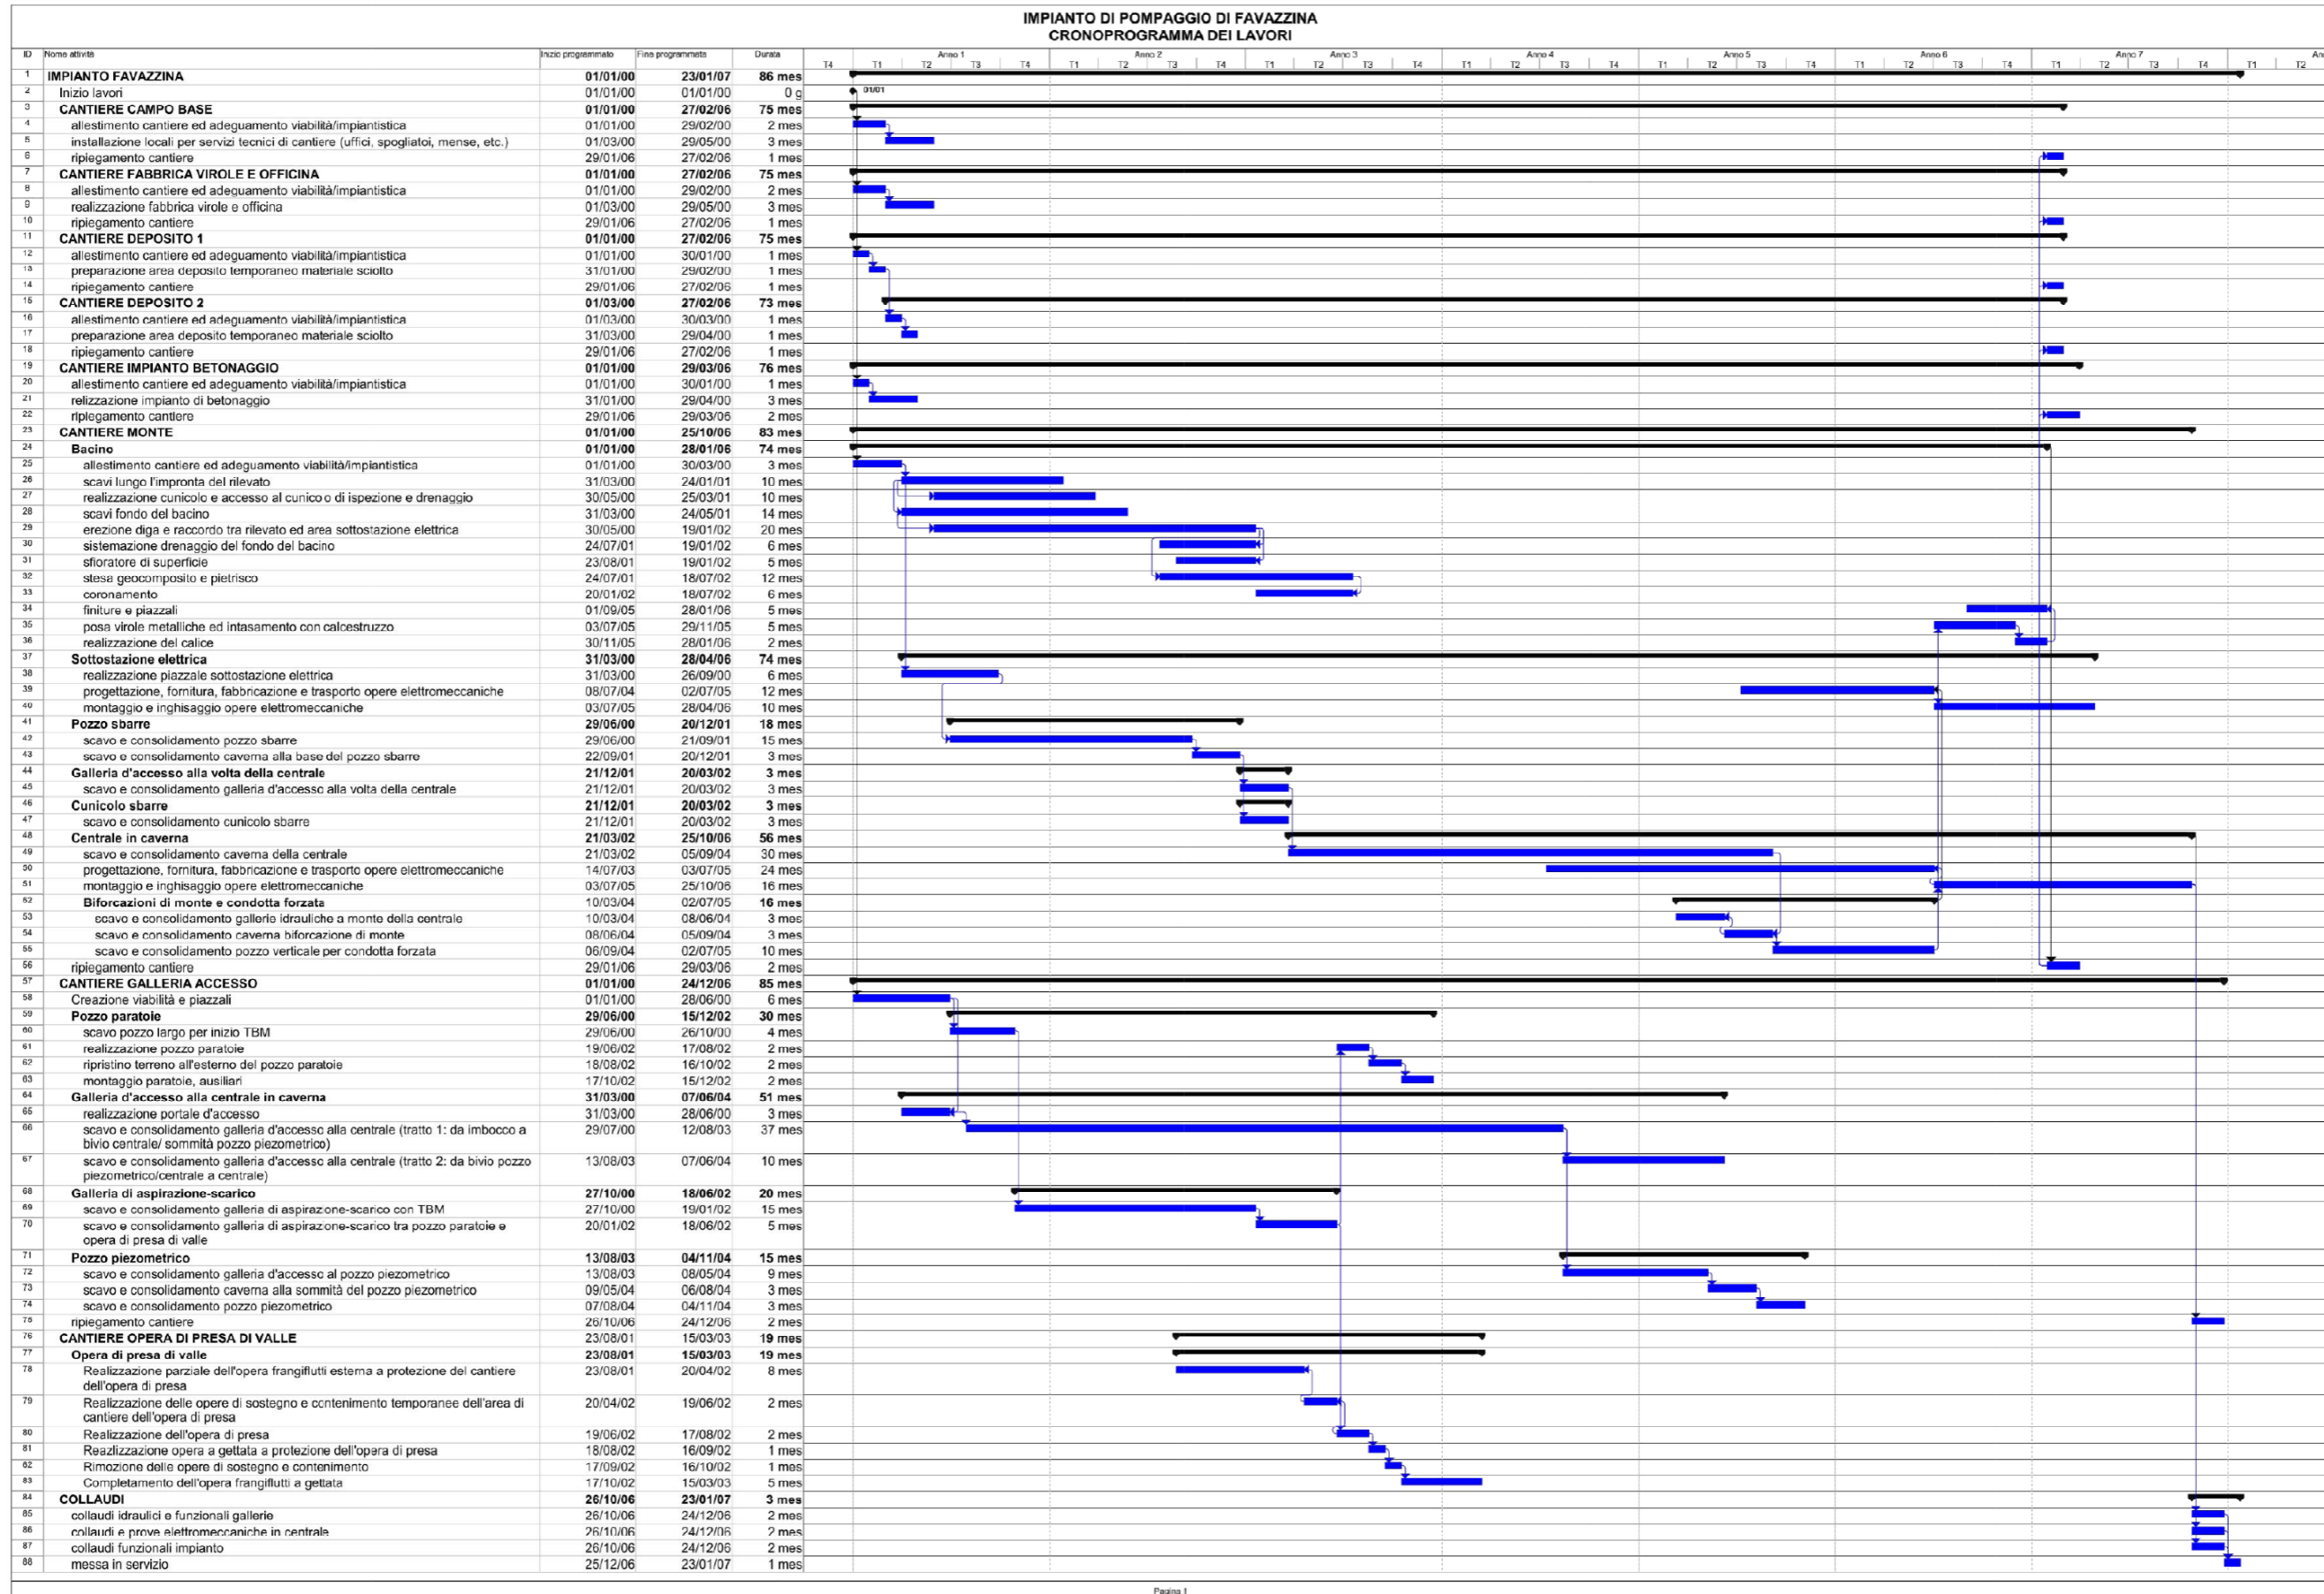 IMPIANTO DI POMPAGGIO DI FAVAZZINA
CRONOPROGRAMMA DEI LAVORI
ID Nome attività Inizio programmato Fine programmata Durata Anno 1 Anno 2 Anno 3 Anno 4 Anno 5 Anno 6 Anno 7
T4 T1 T2 T3 T4 T1 T2 T3 T4 T1 T2 T3 T4 T1 T2 T3 T4 T1 T2 T3 T4 T1 T2 T3 T4 T1 T2 T3 T4 T1 T2
1 IMPIANTO FAVAZZINA 01/01/00 23/01/07 86 mes
2 Inizio lavori 01/01/00 01/01/00 0 g 01/01
3 CANTIERE CAMPO BASE 01/01/00 27/02/06 75 mes
4 allestimento cantiere ed adeguamento viabilità/impiantistica 01/01/00 29/02/00 2 mes
5 installazione locali per servizi tecnici di cantiere (uffici, spogliatoi, mense, etc.) 01/03/00 29/05/00 3 mes
6 ripiegamento cantiere 29/01/06 27/02/06 1 mes
7 CANTIERE FABBRICA VIROLE E OFFICINA 01/01/00 27/02/06 75 mes
8 allestimento cantiere ed adeguamento viabilità/impiantistica 01/01/00 29/02/00 2 mes
9 realizzazione fabbrica virole e officina 01/03/00 29/05/00 3 mes
10 ripiegamento cantiere 29/01/06 27/02/06 1 mes
11 CANTIERE DEPOSITO 1 01/01/00 27/02/06 75 mes
12 allestimento cantiere ed adeguamento viabilità/impiantistica 01/01/00 30/01/00 1 mes
13 preparazione area deposito temporaneo materiale sciolto 31/01/00 29/02/00 1 mes
14 ripiegamento cantiere 29/01/06 27/02/06 1 mes
15 CANTIERE DEPOSITO 2 01/03/00 27/02/06 73 mes
16 allestimento cantiere ed adeguamento viabilità/impiantistica 01/03/00 30/03/00 1 mes
17 preparazione area deposito temporaneo materiale sciolto 31/03/00 29/04/00 1 mes
18 ripiegamento cantiere 29/01/06 27/02/06 1 mes
19 CANTIERE IMPIANTO BETONAGGIO 01/01/00 29/03/06 76 mes
20 allestimento cantiere ed adeguamento viabilità/impiantistica 01/01/00 30/01/00 1 mes
21 relizzazione impianto di betonaggio 31/01/00 29/04/00 3 mes
22 ripiegamento cantiere 29/01/06 29/03/06 2 mes
23 CANTIERE MONTE 01/01/00 25/10/06 83 mes
24 Bacino 01/01/00 28/01/06 74 mes
25 allestimento cantiere ed adeguamento viabilità/impiantistica 01/01/00 30/03/00 3 mes
26 scavi lungo l'impronta del rilevato 31/03/00 24/01/01 10 mes
27 realizzazione cunicolo e accesso al cunicolo di ispezione e drenaggio 30/05/00 25/03/01 10 mes
28 scavi fondo del bacino 31/03/00 24/05/01 14 mes
29 erezione diga e raccordo tra rilevato ed area sottostazione elettrica 30/05/00 19/01/02 20 mes
30 sistemazione drenaggio del fondo del bacino 24/07/01 19/01/02 6 mes
31 sfioratore di superficie 23/08/01 19/01/02 5 mes
32 stesa geocomposito e pietrisco 24/07/01 18/07/02 12 mes
33 coronamento 20/01/02 18/07/02 6 mes
34 finiture e piazzali 01/09/05 28/01/06 5 mes
35 posa virole metalliche ed intasamento con calcestruzzo 03/07/05 29/11/05 5 mes
36 realizzazione del calice 30/11/05 28/01/06 2 mes
37 Sottostazione elettrica 31/03/00 28/04/06 74 mes
38 realizzazione piazzale sottostazione elettrica 31/03/00 26/09/00 6 mes
39 progettazione, fornitura, fabbricazione e trasporto opere elettromeccaniche 08/07/04 02/07/05 12 mes
40 montaggio e inghisaggio opere elettromeccaniche 03/07/05 28/04/06 10 mes
41 Pozzo sbarre 29/06/00 20/12/01 18 mes
42 scavo e consolidamento pozzo sbarre 29/06/00 21/09/01 15 mes
43 scavo e consolidamento caverna alla base del pozzo sbarre 22/09/01 20/12/01 3 mes
44 Galleria d'accesso alla volta della centrale 21/12/01 20/03/02 3 mes
45 scavo e consolidamento galleria d'accesso alla volta della centrale 21/12/01 20/03/02 3 mes
46 Cunicolo sbarre 21/12/01 20/03/02 3 mes
47 scavo e consolidamento cunicolo sbarre 21/12/01 20/03/02 3 mes
48 Centrale in caverna 21/03/02 25/10/06 56 mes
49 scavo e consolidamento caverna della centrale 21/03/02 05/09/04 30 mes
50 progettazione, fornitura, fabbricazione e trasporto opere elettromeccaniche 14/07/03 03/07/05 24 mes
51 montaggio e inghisaggio opere elettromeccaniche 03/07/05 25/10/06 16 mes
52 Biforcazioni di monte e condotta forzata 10/03/04 02/07/05 16 mes
53 scavo e consolidamento gallerie idrauliche a monte della centrale 10/03/04 08/06/04 3 mes
54 scavo e consolidamento caverna biforcazione di monte 08/06/04 05/09/04 3 mes
55 scavo e consolidamento pozzo verticale per condotta forzata 06/09/04 02/07/05 10 mes
56 ripiegamento cantiere 29/01/06 29/03/06 2 mes
57 CANTIERE GALLERIA ACCESSO 01/01/00 24/12/06 85 mes
58 Creazione viabilità e piazzali 01/01/00 28/06/00 6 mes
59 Pozzo paratoie 29/06/00 15/12/02 30 mes
60 scavo pozzo largo per inizio TBM 29/06/00 26/10/00 4 mes
61 realizzazione pozzo paratoie 19/06/02 17/08/02 2 mes
62 ripristino terreno all'esterno del pozzo paratoie 18/08/02 16/10/02 2 mes
63 montaggio paratoie, ausiliari 17/10/02 15/12/02 2 mes
64 Galleria d'accesso alla centrale in caverna 31/03/00 07/06/04 51 mes
65 realizzazione portale d'accesso 31/03/00 28/06/00 3 mes
66 scavo e consolidamento galleria d'accesso alla centrale (tratto 1: da imbocco a 29/07/00 12/08/03 37 mes
bivio centrale/ sommità pozzo piezometrico)
67 scavo e consolidamento galleria d'accesso alla centrale (tratto 2: da bivio pozzo 13/08/03 07/06/04 10 mes
piezometrico/centrale a centrale)
68 Galleria di aspirazione-scarico 27/10/00 18/06/02 20 mes
69 scavo e consolidamento galleria di aspirazione-scarico con TBM 27/10/00 19/01/02 15 mes
70 scavo e consolidamento galleria di aspirazione-scarico tra pozzo paratoie e 20/01/02 18/06/02 5 mes
opera di presa di valle
71 Pozzo piezometrico 13/08/03 04/11/04 15 mes
72 scavo e consolidamento galleria d'accesso al pozzo piezometrico 13/08/03 08/05/04 9 mes
73 scavo e consolidamento caverna alla sommità del pozzo piezometrico 09/05/04 06/08/04 3 mes
74 scavo e consolidamento pozzo piezometrico 07/08/04 04/11/04 3 mes
75 ripiegamento cantiere 26/10/06 24/12/06 2 mes
76 CANTIERE OPERA DI PRESA DI VALLE 23/08/01 15/03/03 19 mes
77 Opera di presa di valle 23/08/01 15/03/03 19 mes
78 Realizzazione parziale dell'opera frangiflutti esterna a protezione del cantiere 23/08/01 20/04/02 8 mes
dell'opera di presa
79 Realizzazione delle opere di sostegno e contenimento temporanee dell'area di 20/04/02 19/06/02 2 mes
cantiere dell'opera di presa
80 Realizzazione dell'opera di presa 19/06/02 17/08/02 2 mes
81 Reazlizzazione opera a gettata a protezione dell'opera di presa 18/08/02 16/09/02 1 mes
82 Rimozione delle opere di sostegno e contenimento 17/09/02 16/10/02 1 mes
83 Completamento dell'opera frangiflutti a gettata 17/10/02 15/03/03 5 mes
84 COLLAUDI 26/10/06 23/01/07 3 mes
85 collaudi idraulici e funzionali gallerie 26/10/06 24/12/06 2 mes
86 collaudi e prove elettromeccaniche in centrale 26/10/06 24/12/06 2 mes
87 collaudi funzionali impianto 26/10/06 24/12/06 2 mes
88 messa in servizio 25/12/06 23/01/07 1 mes
Pagina 1